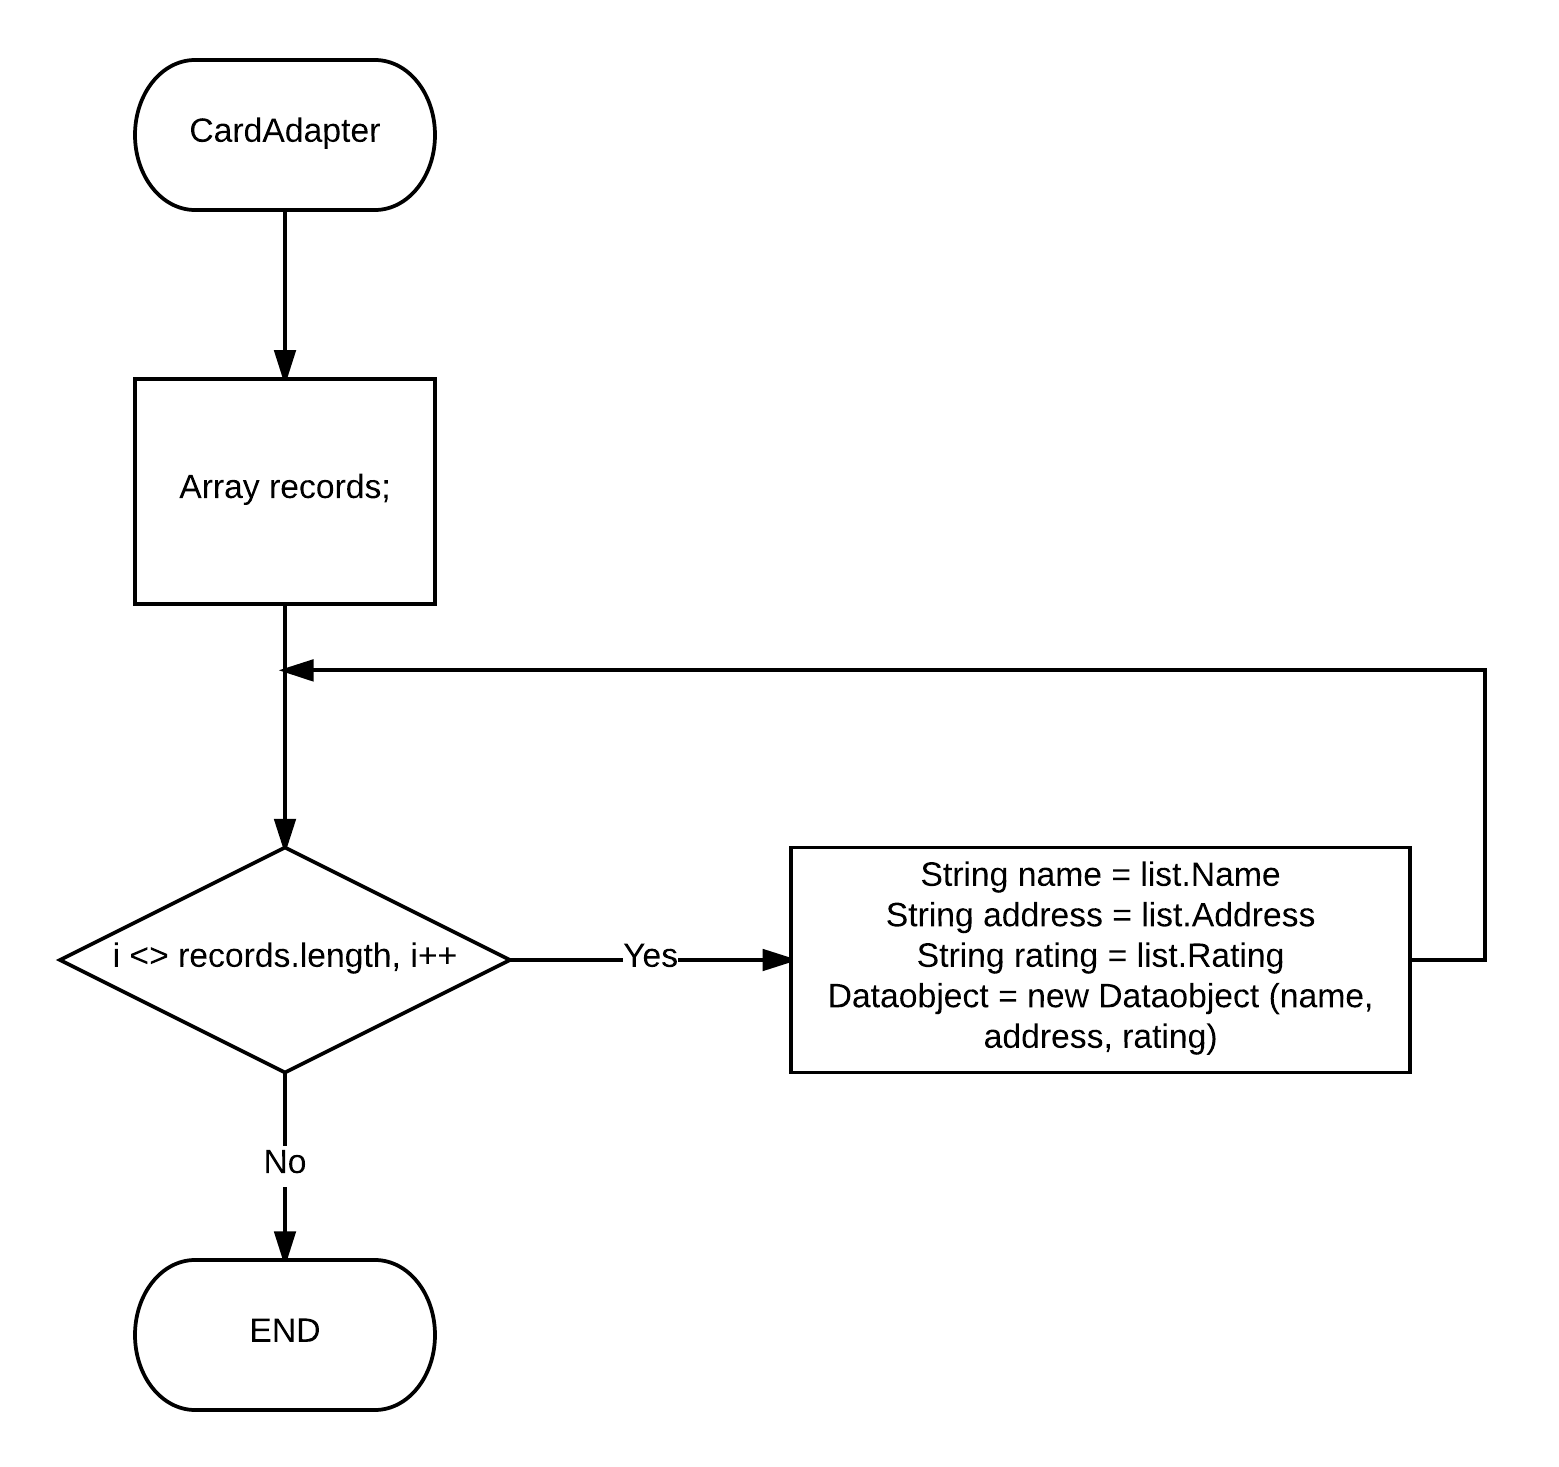 CardAdapter
Array records;
i <> records.length, i++
Yes
String name = list.Name
String address = list.Address
String rating = list.Rating
Dataobject = new Dataobject (name,
address, rating)
No
END